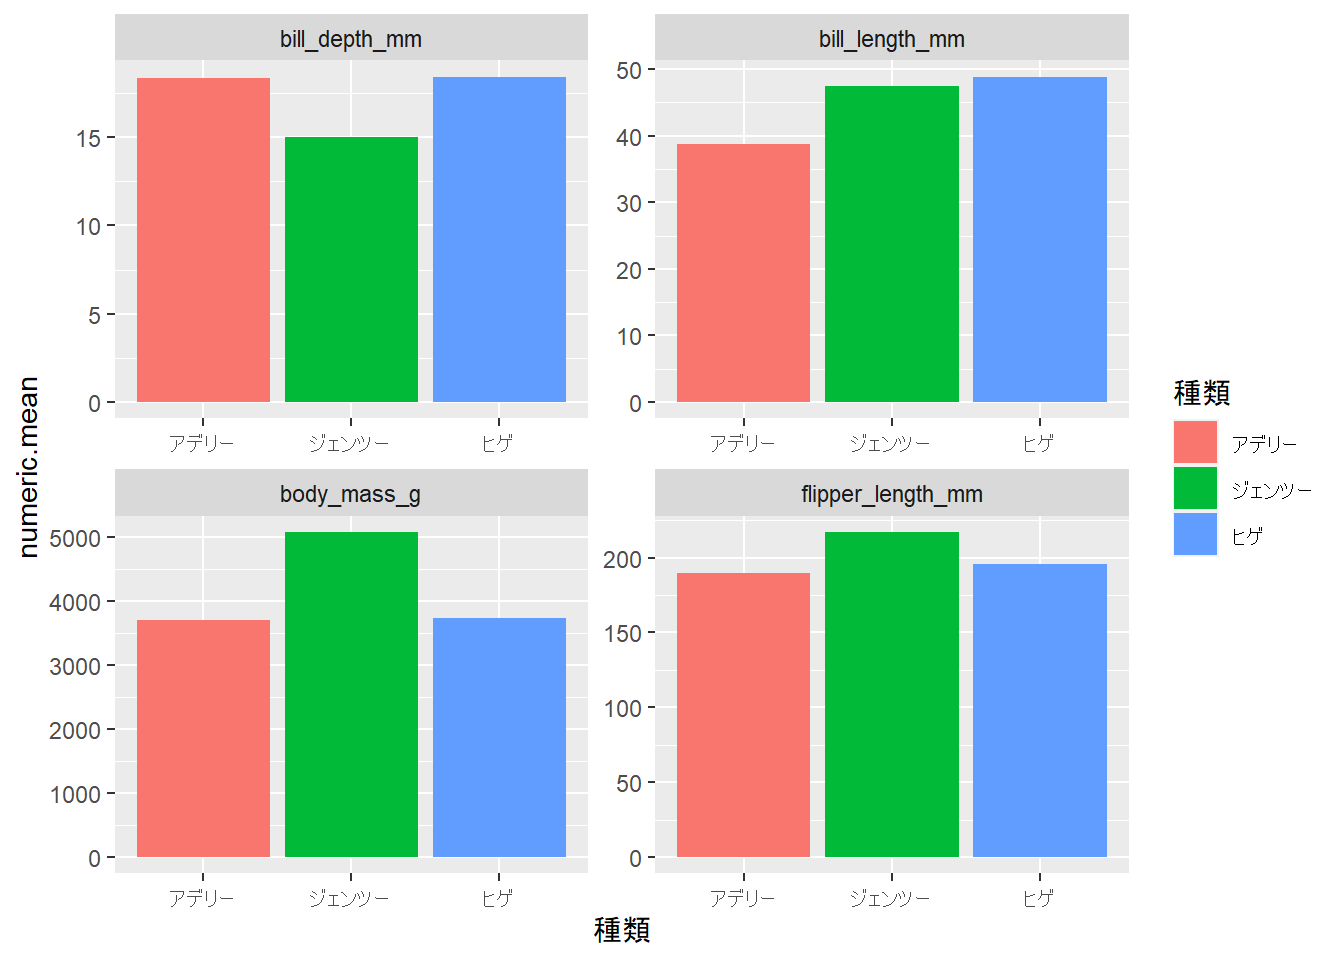 bill_depth_mm
bill_length_mm
15
10
5
0
50
40
30
20
10
0
アデリー ジェンツー ヒゲ
アデリー ジェンツー ヒゲ
numeric.mean
body_mass_g
flipper_length_mm
5000
4000
3000
2000
1000
0
200
150
100
50
0
アデリー ジェンツー ヒゲ
アデリー ジェンツー ヒゲ
種類
種類
アデリー
ジェンツー
ヒゲ